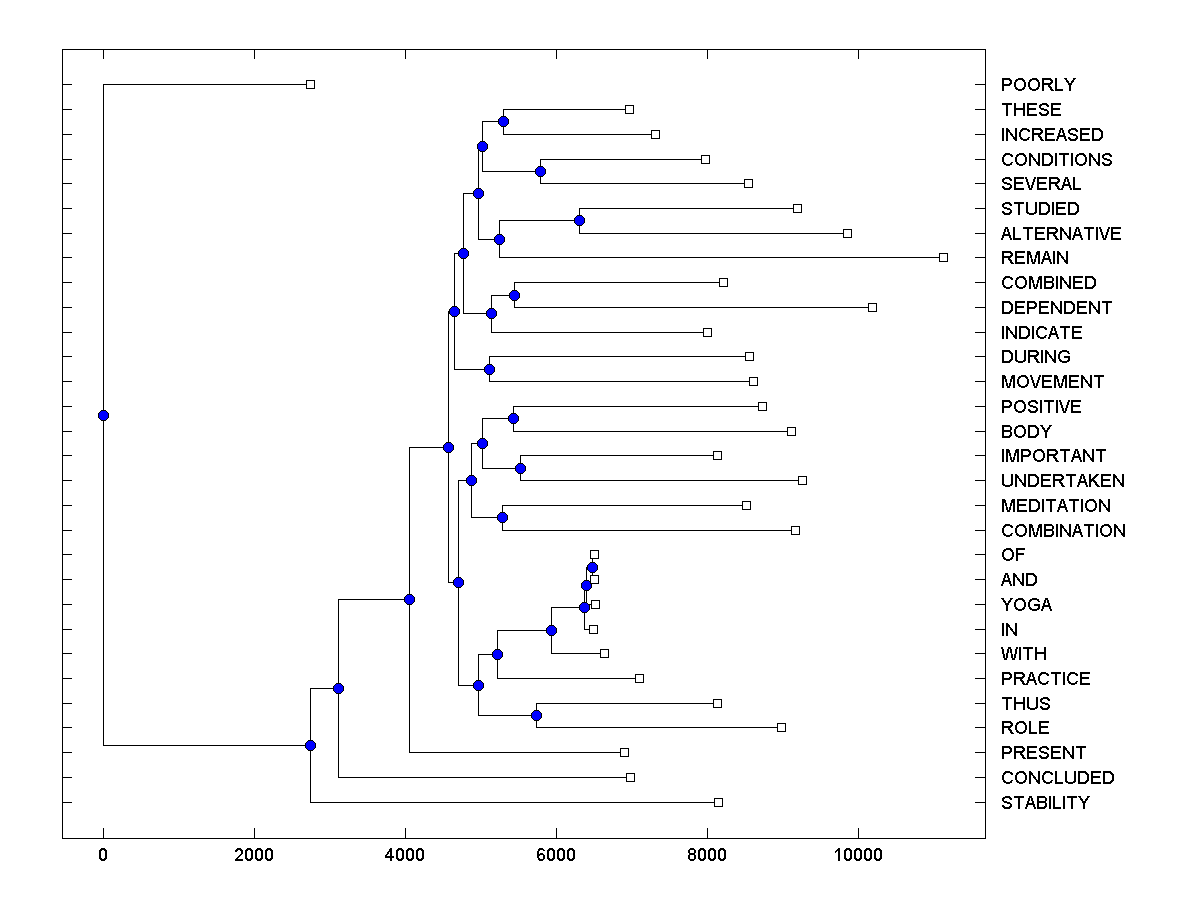 POORLY
THESE
INCREASED
CONDITIONS
SEVERAL
STUDIED
ALTERNATIVE
REMAIN
COMBINED
DEPENDENT
INDICATE
DURING
MOVEMENT
POSITIVE
BODY
IMPORTANT
UNDERTAKEN
MEDITATION
COMBINATION
OF
AND
YOGA
IN
WITH
PRACTICE
THUS
ROLE
PRESENT
CONCLUDED
STABILITY
0 2000 4000 6000 8000 10000